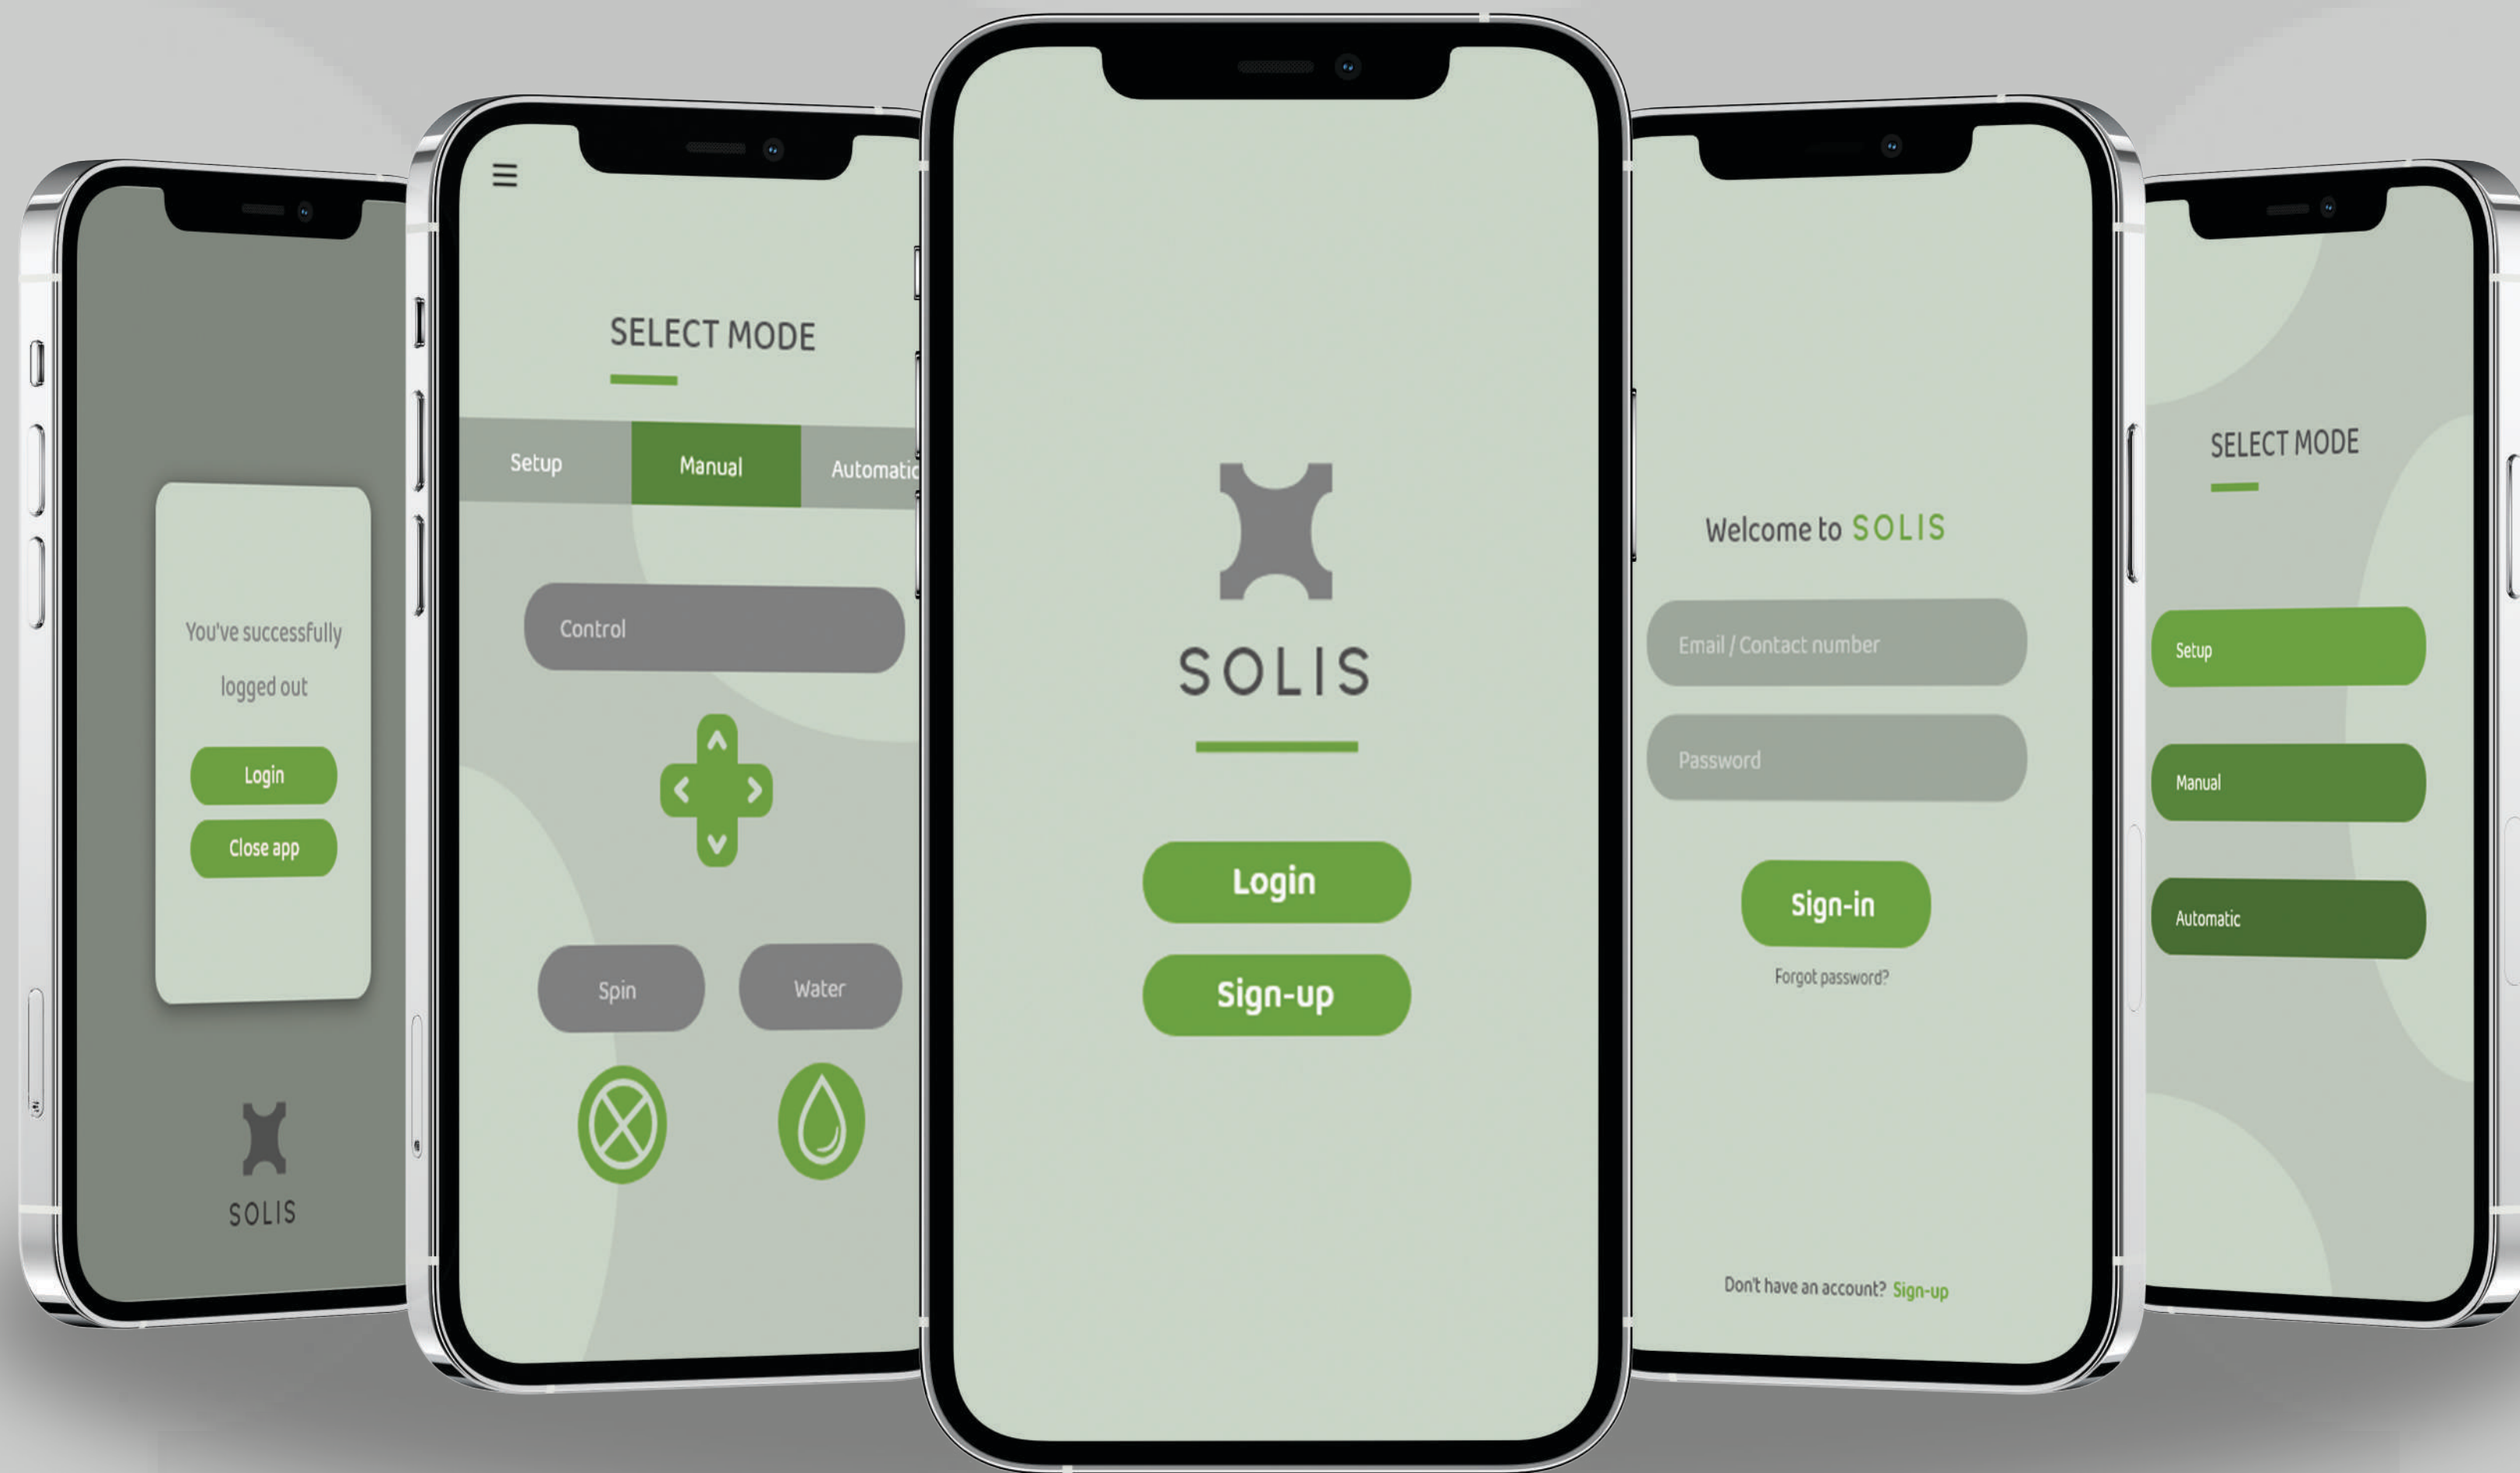 You've successfully
logged out
Login
Close app
SOLIS
SELECT MODE
Setup
Manual
Automatic
Control
Spin
Water
SOLIS
Login
Sign-up
Welcome to SOLIS
Email / Contact number
Password
Sign-in
Forgot password?
Don't have an account? Sign-up
SELECT MODE
Setup
Manual
Automatic